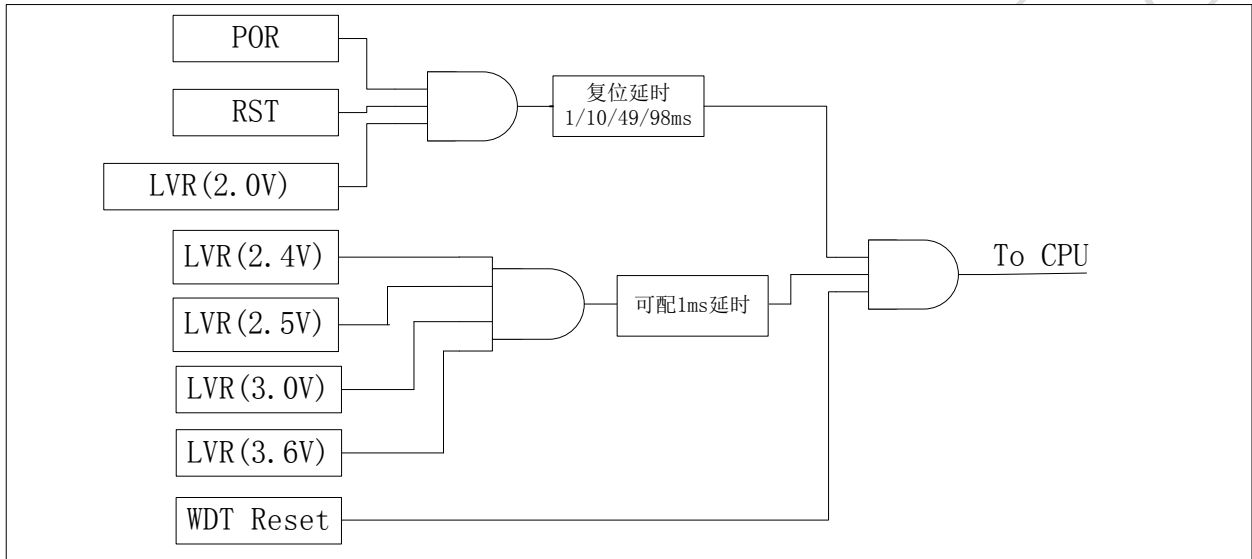 POR
RST
LVR(2.0V)
复位延时
1/10/49/98ms
LVR(2.4V)
LVR(2.5V)
LVR(3.0V)
LVR(3.6V)
可配1ms延时
WDT Reset
To CPU